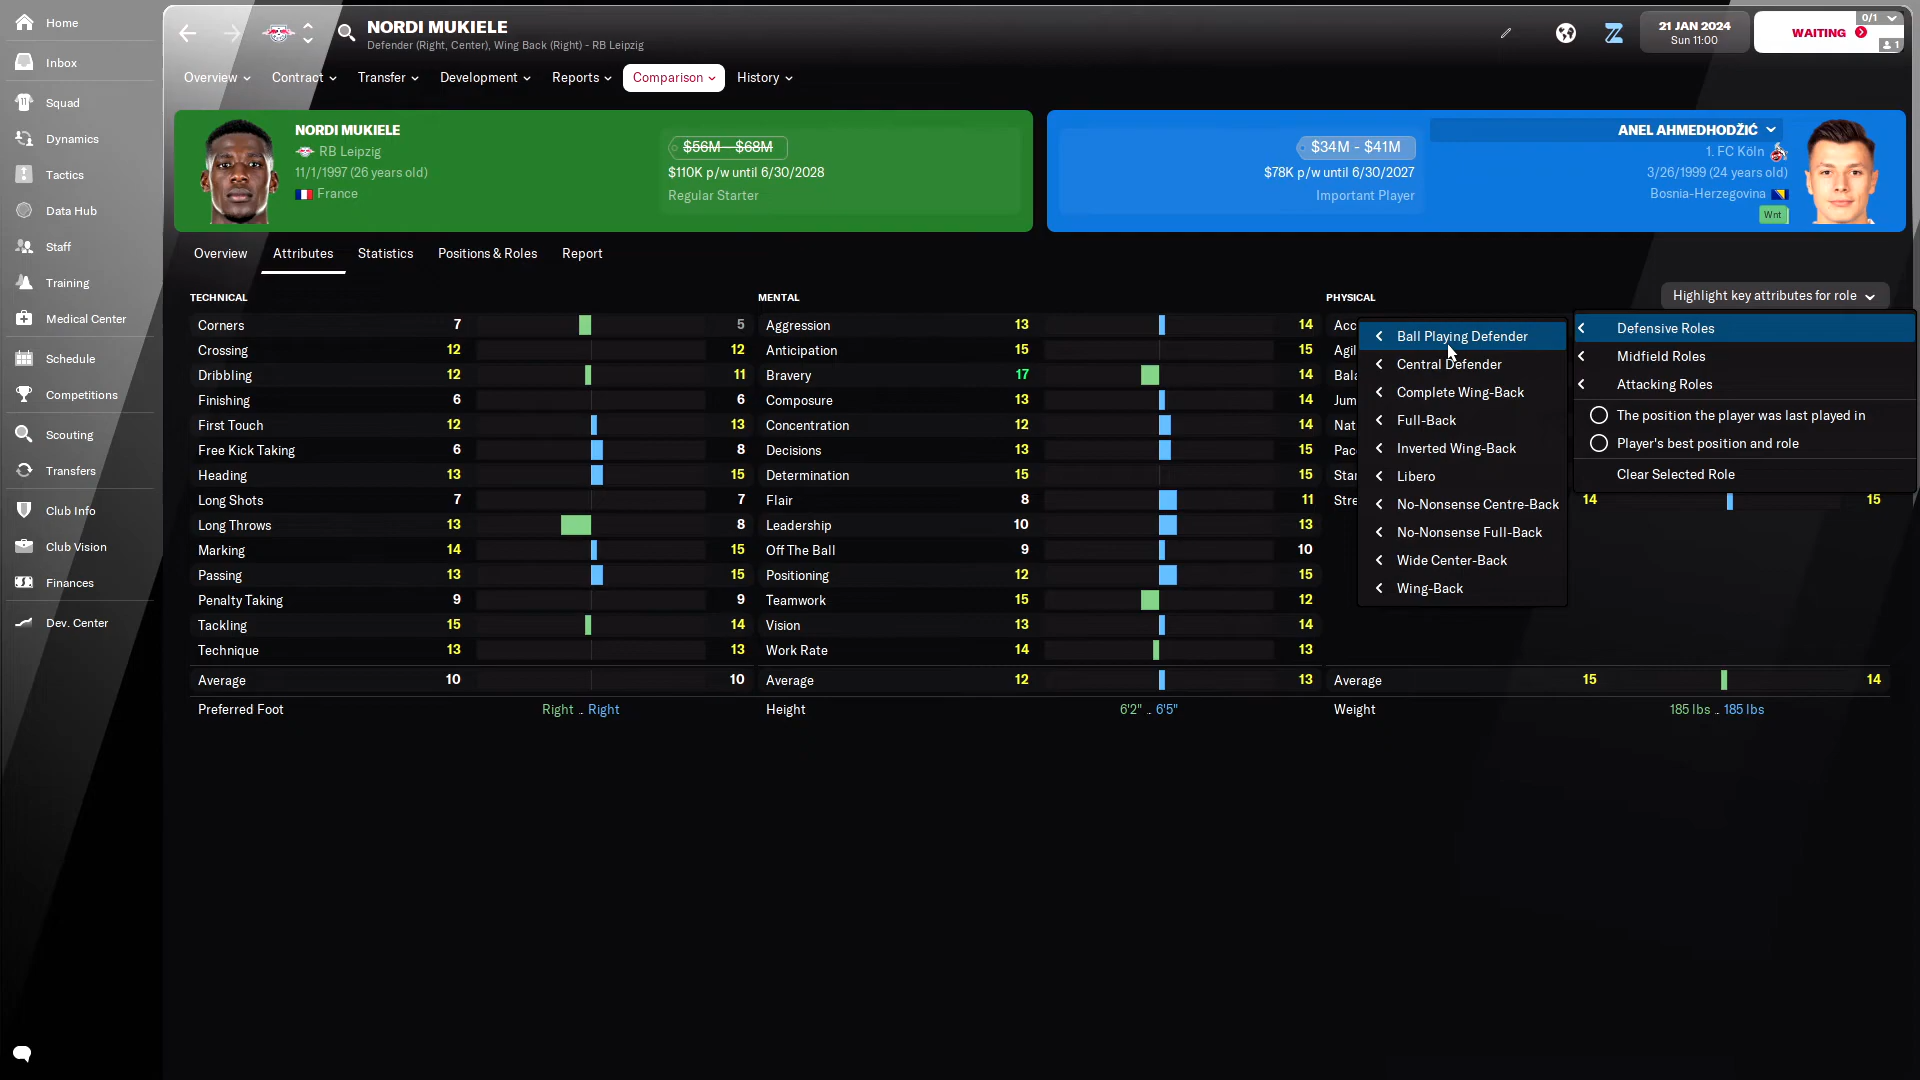 Home
Inbox
Squad
Dynamics
Tactics
Data Hub
Staff
Training
Medical Center
Schedule
Competitions
Scouting
Transfers
Club Info
Club Vision
Finances
Dev. Center
NORDI MUKIELE
Defender (Right, Center), Wing Back (Right) - RB Leipzig
21 JAN 2024
Sun 11:00
WAITING
0/1
1
Overview Contract Transfer Development Reports Comparison History
NORDI MUKIELE
RB Leipzig
11/1/1997 (26 years old)
France
$56M - $68M
$110K p/w until 6/30/2028
Regular Starter
$34M - $41M
$78K p/w until 6/30/2027
Important Player
ANEL AHMEDHODŽIĆ
1. FC Köln
3/26/1999 (24 years old)
Bosnia-Herzegovina
Wnt
Overview Attributes Statistics Positions & Roles Report
TECHNICAL
Corners 7 5
Crossing 12 12
Dribbling 12 11
Finishing 6 6
First Touch 12 13
Free Kick Taking 6 8
Heading 13 15
Long Shots 7 7
Long Throws 13 8
Marking 14 15
Passing 13 15
Penalty Taking 9 9
Tackling 15 14
Technique 13 13
Average 10 10
Preferred Foot Right .. Right
MENTAL
Aggression 13 14
Anticipation 15 15
Bravery 17 14
Composure 13 14
Concentration 12 14
Decisions 13 15
Determination 15 15
Flair 8 11
Leadership 10 13
Off The Ball 9 10
Positioning 12 15
Teamwork 15 12
Vision 13 14
Work Rate 14 13
Average 12 13
Height 6'2" .. 6'5"
PHYSICAL
Acc
Agil
Bala
Jum
Nat
Pac
Star
Stre 14 15
Average 15 14
Weight 185 lbs .. 185 lbs
Highlight key attributes for role
Defensive Roles
Midfield Roles
Attacking Roles
The position the player was last played in
Player's best position and role
Clear Selected Role
Ball Playing Defender
Central Defender
Complete Wing-Back
Full-Back
Inverted Wing-Back
Libero
No-Nonsense Centre-Back
No-Nonsense Full-Back
Wide Center-Back
Wing-Back